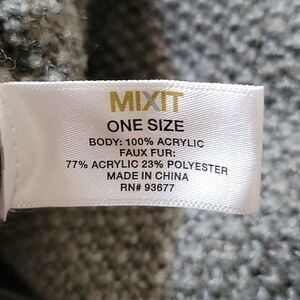 MIXIT
ONE SIZE
BODY: 100% ACRYLIC
FAUX FUR:
77% ACRYLIC 23% POLYESTER
MADE IN CHINA
RN# 93677